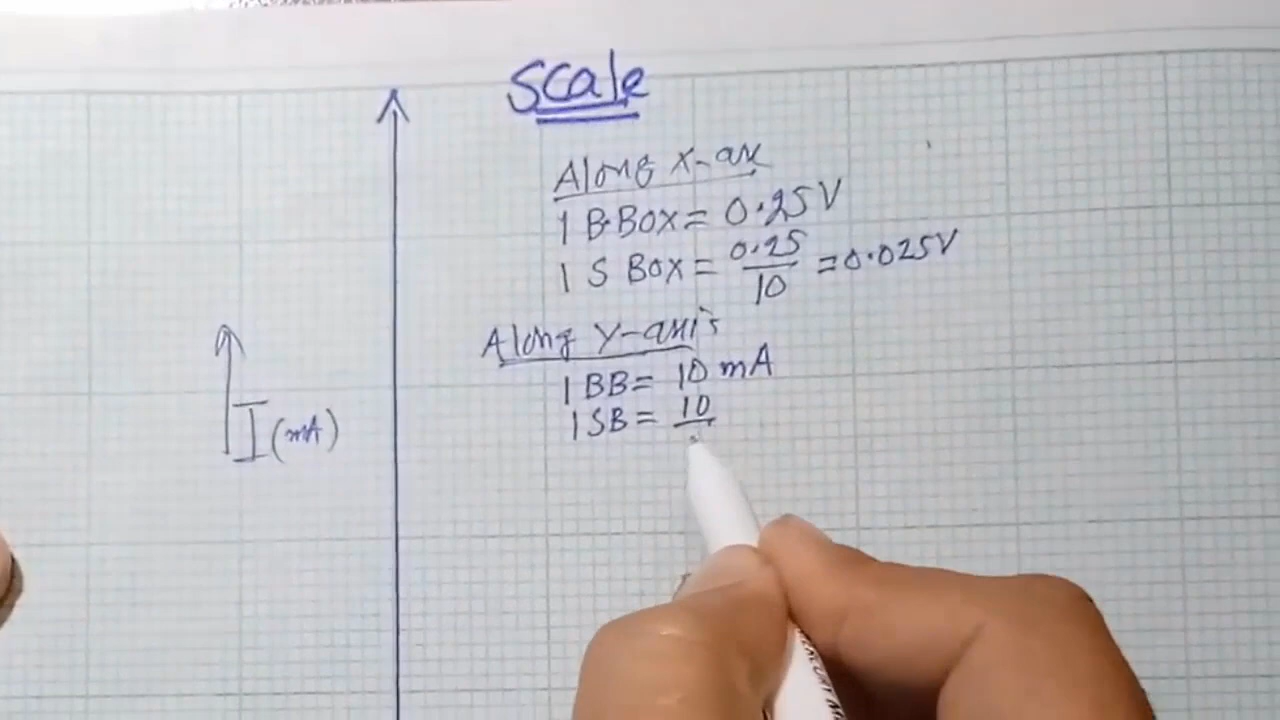 Scale
Along X-ax
1 B.Box = 0.25V
1 S Box = 0.25/10 = 0.025V
Along Y-axis
1 BB = 10 mA
1 SB = 10/
I (mA)